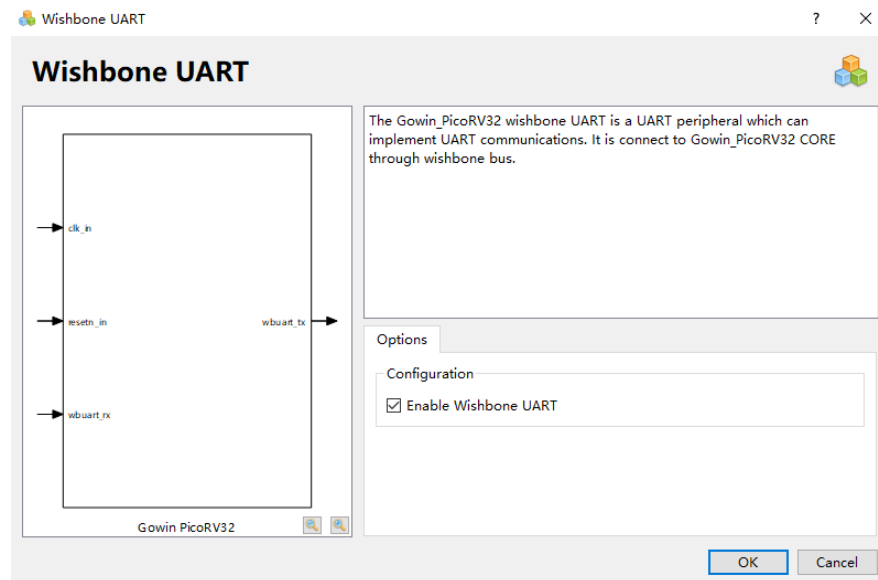 Wishbone UART
Wishbone UART
The Gowin_PicoRV32 wishbone UART is a UART peripheral which can
implement UART communications. It is connect to Gowin_PicoRV32 CORE
through wishbone bus.
clk_in
resetn_in
wbuart_tx
wbuart_rx
Gowin PicoRV32
Options
Configuration
Enable Wishbone UART
OK
Cancel